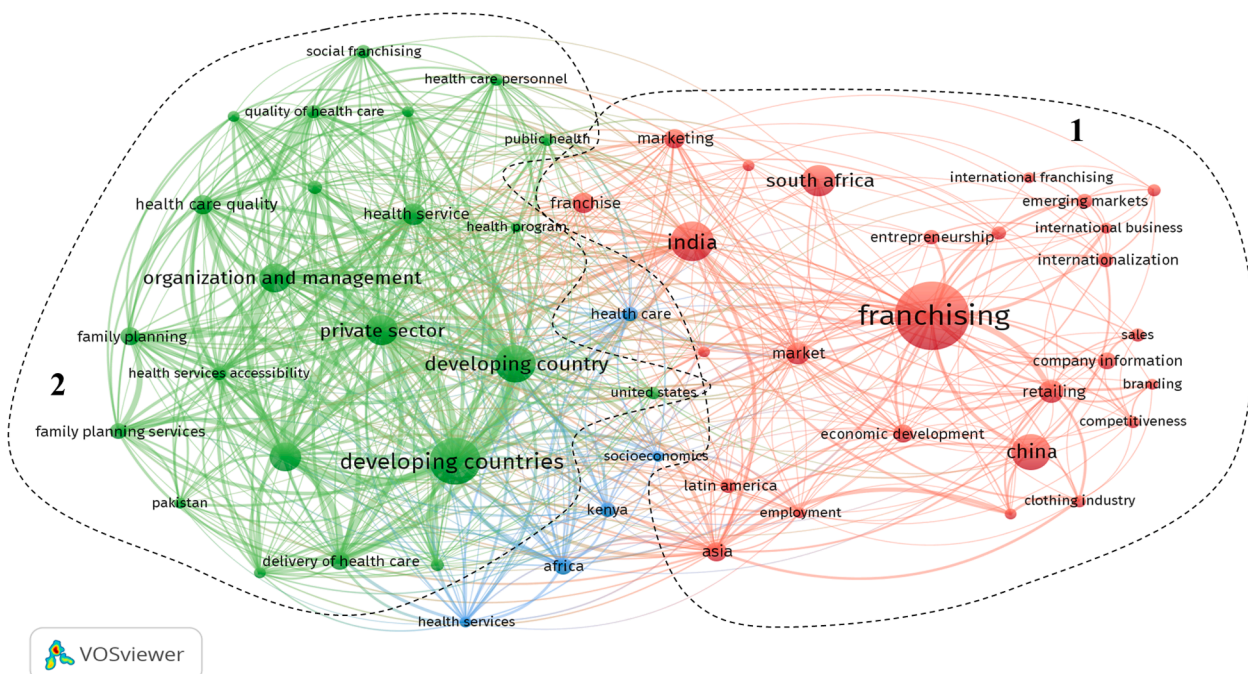 social franchising
health care personnel
quality of health care
public health
marketing
1
south africa
international franchising
emerging markets
health care quality
health service
franchise
health program
india
entrepreneurship
international business
internationalization
organization and management
private sector
health care
franchising
family planning
developing country
market
sales
company information
health services accessibility
2
united states
retailing
branding
family planning services
economic development
competitiveness
developing countries
socioeconomics
china
latin america
pakistan
kenya
employment
clothing industry
delivery of health care
africa
asia
health services
VOSviewer